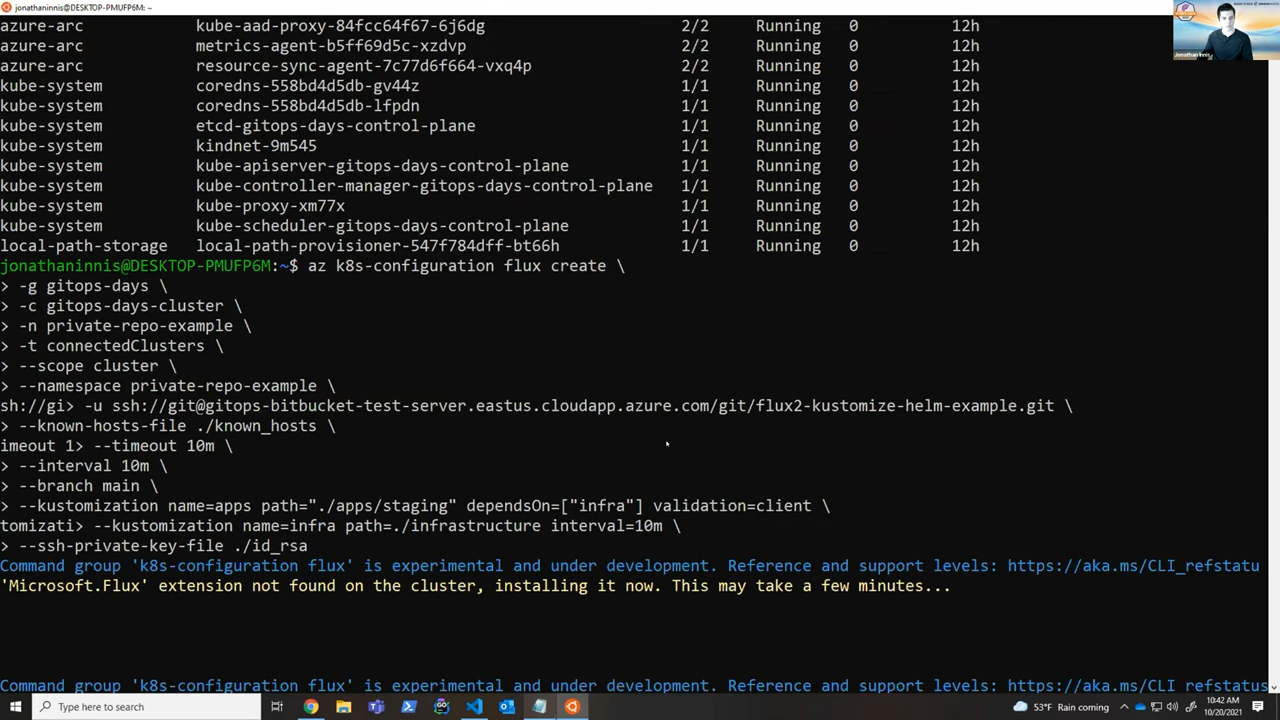 jonathaninnis@DESKTOP-PMUFP6M: ~
azure-arc kube-aad-proxy-84fcc64f67-6j6dg 2/2 Running 0 12h
azure-arc metrics-agent-b5ff69d5c-xzdvp 2/2 Running 0 12h
azure-arc resource-sync-agent-7c77d6f664-vxq4p 2/2 Running 0 12h
kube-system coredns-558bd4d5db-gv44z 1/1 Running 0 12h
kube-system coredns-558bd4d5db-lfpdn 1/1 Running 0 12h
kube-system etcd-gitops-days-control-plane 1/1 Running 0 12h
kube-system kindnet-9m545 1/1 Running 0 12h
kube-system kube-apiserver-gitops-days-control-plane 1/1 Running 0 12h
kube-system kube-controller-manager-gitops-days-control-plane 1/1 Running 0 12h
kube-system kube-proxy-xm77x 1/1 Running 0 12h
kube-system kube-scheduler-gitops-days-control-plane 1/1 Running 0 12h
local-path-storage local-path-provisioner-547f784dff-bt66h 1/1 Running 0 12h
jonathaninnis@DESKTOP-PMUFP6M:~$ az k8s-configuration flux create \
> -g gitops-days \
> -c gitops-days-cluster \
> -n private-repo-example \
> -t connectedClusters \
> --scope cluster \
> --namespace private-repo-example \
sh://gi> -u ssh://git@gitops-bitbucket-test-server.eastus.cloudapp.azure.com/git/flux2-kustomize-helm-example.git \
> --known-hosts-file ./known_hosts \
imeout 1> --timeout 10m \
> --interval 10m \
> --branch main \
> --kustomization name=apps path="./apps/staging" dependsOn=["infra"] validation=client \
tomizati> --kustomization name=infra path=./infrastructure interval=10m \
> --ssh-private-key-file ./id_rsa
Command group 'k8s-configuration flux' is experimental and under development. Reference and support levels: https://aka.ms/CLI_refstatu
'Microsoft.Flux' extension not found on the cluster, installing it now. This may take a few minutes...
Command group 'k8s-configuration flux' is experimental and under development. Reference and support levels: https://aka.ms/CLI_refstatus
Jonathan Innis
Type here to search
53°F Rain coming
10:42 AM
10/20/2021